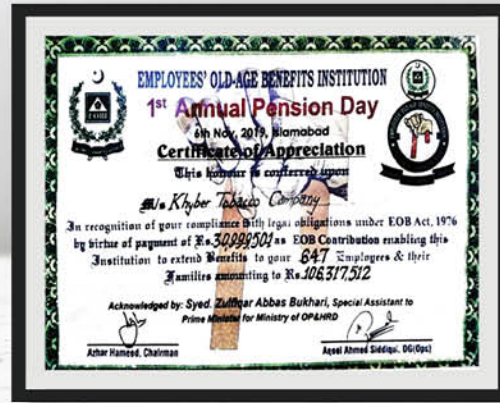 EMPLOYEES' OLD-AGE BENEFITS INSTITUTION
1st Annual Pension Day
6th Nov, 2019, Islamabad
Certificate of Appreciation
This honour is conferred upon
M/s Khyber Tobacco Company
In recognition of your compliance with legal obligations under EOB Act, 1976
by virtue of payment of Rs. as EOB Contribution enabling this
Institution to extend Benefits to your 647 Employees & their
Families amounting to Rs.106,317,512
Acknowledged by: Syed. Zulfiqar Abbas Bukhari, Special Assistant to
Prime Minister for Ministry of OP&HRD
Azhar Hameed, Chairman
Aqeel Ahmed Siddiqui, DG(Ops)